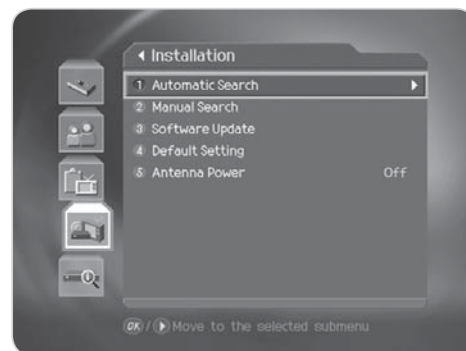 Installation
1 Automatic Search
2 Manual Search
3 Software Update
4 Default Setting
5 Antenna Power Off
OK / Move to the selected submenu